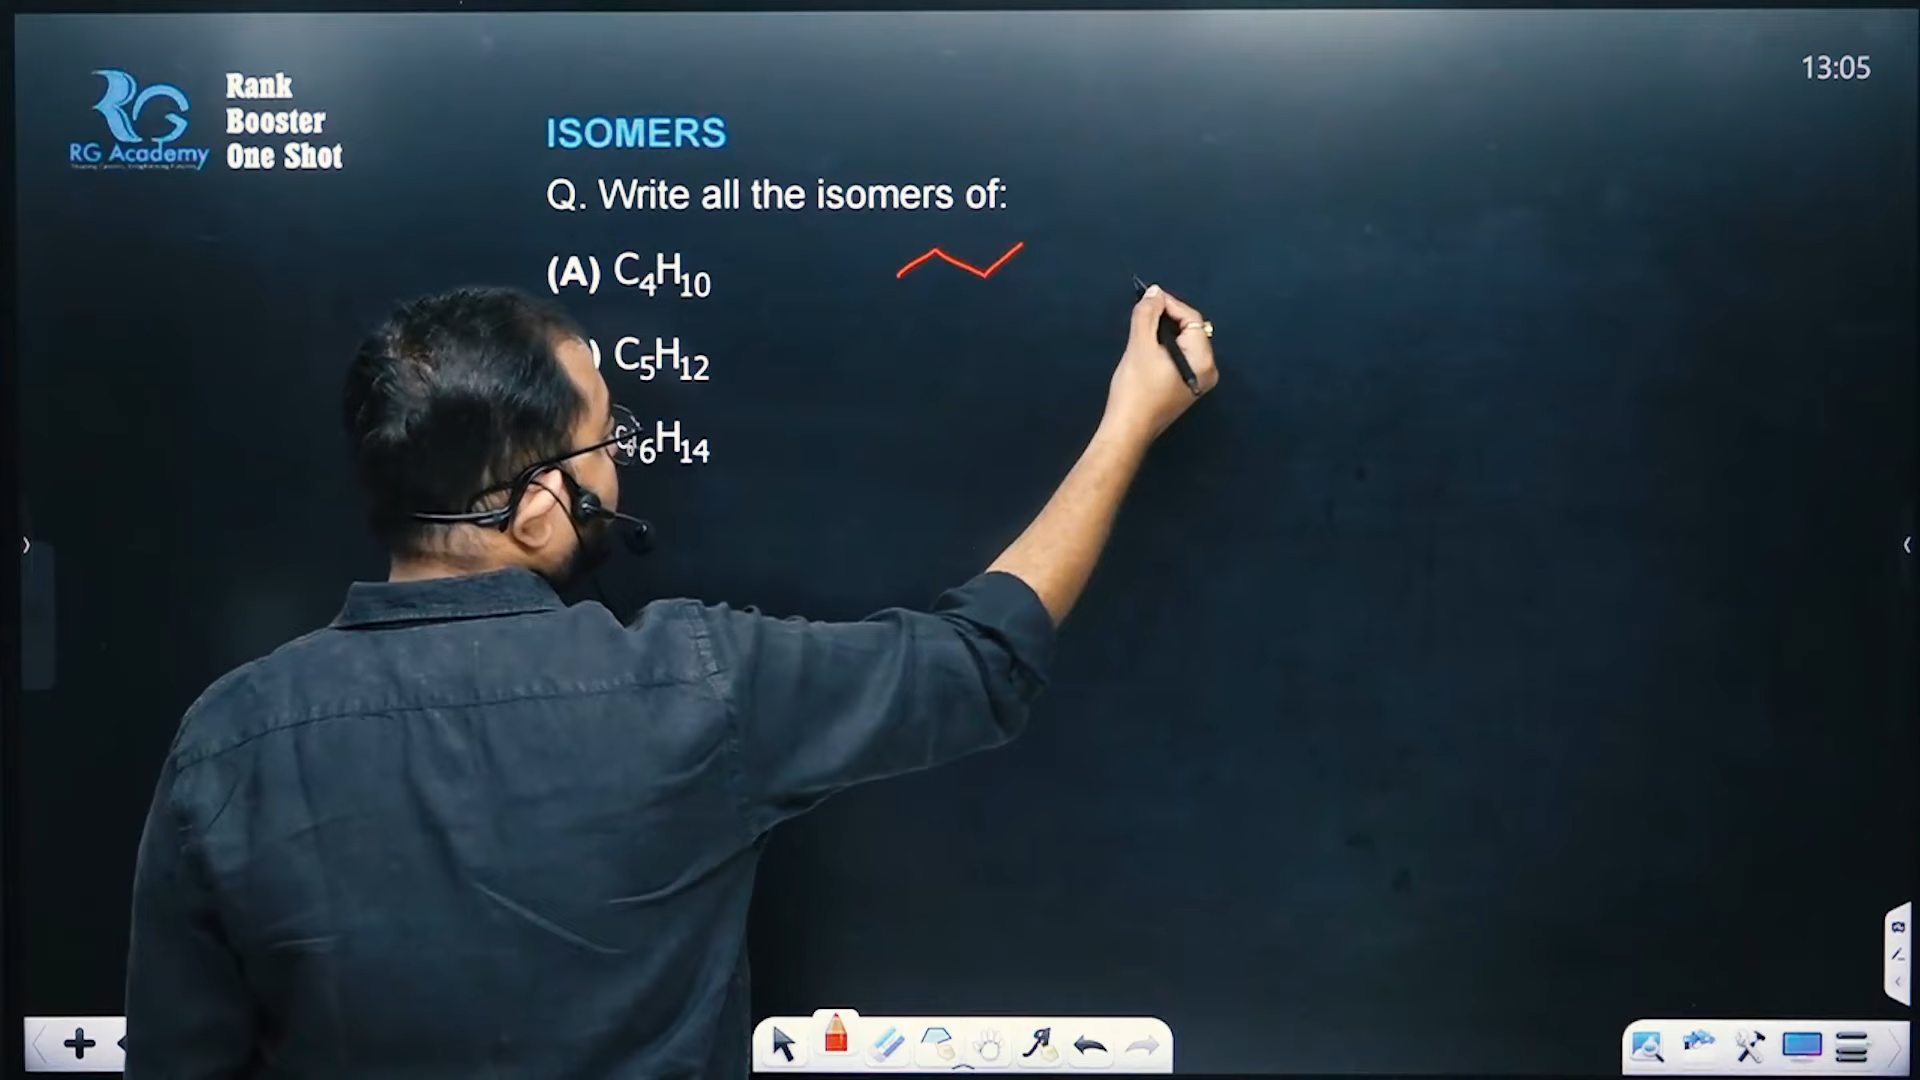 Rank
Booster
One Shot
RG Academy
13:05
ISOMERS
Q. Write all the isomers of:
(A) C₄H₁₀
) C₅H₁₂
₆H₁₄